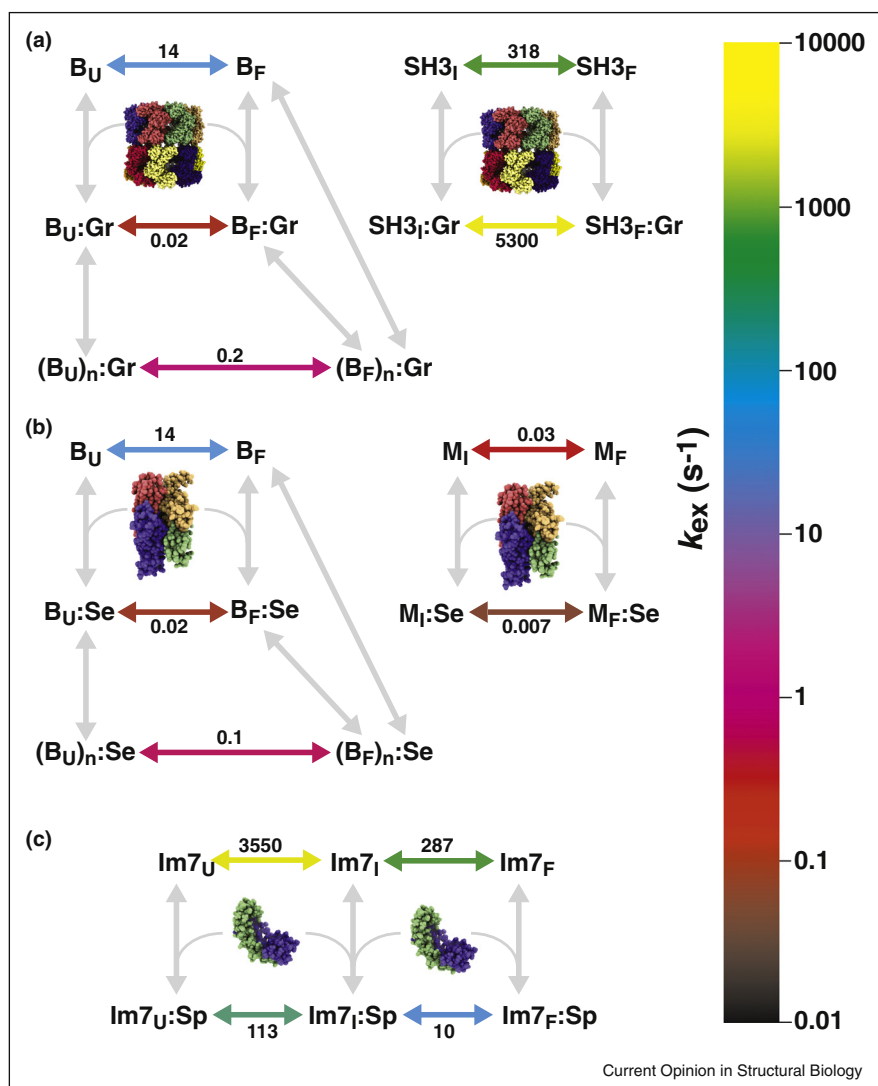 (a)
14
B_U B_F
318
SH3_I SH3_F
B_U:Gr B_F:Gr
0.02
SH3_I:Gr SH3_F:Gr
5300
0.2
(B_U)_n:Gr (B_F)_n:Gr
(b)
14
B_U B_F
0.03
M_I M_F
B_U:Se B_F:Se
0.02
M_I:Se M_F:Se
0.007
0.1
(B_U)_n:Se (B_F)_n:Se
(c)
3550 287
Im7_U Im7_I Im7_F
Im7_U:Sp Im7_I:Sp Im7_F:Sp
113 10
k_ex (s-1)
10000
1000
100
10
1
0.1
0.01
Current Opinion in Structural Biology